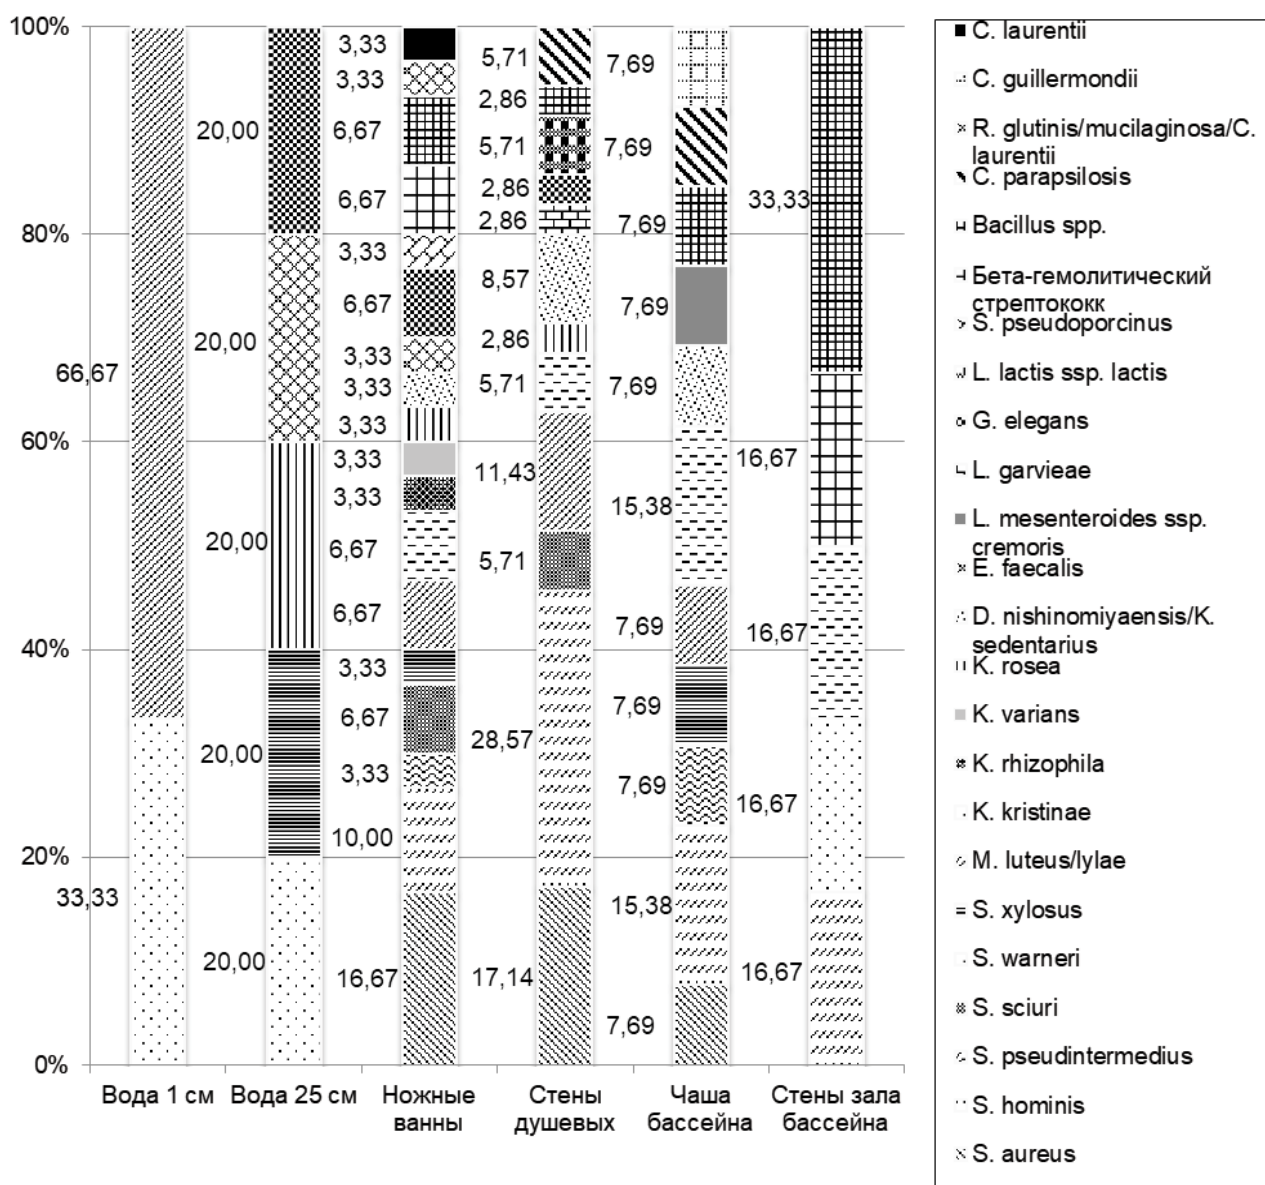 100%
80%
60%
40%
20%
0%
66,67
33,33
20,00
20,00
20,00
20,00
20,00
3,33
3,33
6,67
6,67
3,33
6,67
3,33
3,33
3,33
3,33
3,33
6,67
6,67
3,33
6,67
3,33
10,00
16,67
5,71
2,86
5,71
2,86
2,86
8,57
2,86
5,71
11,43
5,71
28,57
17,14
7,69
7,69
7,69
7,69
7,69
15,38
7,69
7,69
7,69
15,38
7,69
33,33
16,67
16,67
16,67
16,67
Вода 1 см
Вода 25 см
Ножные
ванны
Стены
душевых
Чаша
бассейна
Стены зала
бассейна
C. laurentii
C. guillermondii
R. glutinis/mucilaginosa/C.
laurentii
C. parapsilosis
Bacillus spp.
Бета-гемолитический
стрептококк
S. pseudoporcinus
L. lactis ssp. lactis
G. elegans
L. garvieae
L. mesenteroides ssp.
cremoris
E. faecalis
D. nishinomiyaensis/K.
sedentarius
K. rosea
K. varians
K. rhizophila
K. kristinae
M. luteus/lylae
S. xylosus
S. warneri
S. sciuri
S. pseudintermedius
S. hominis
S. aureus